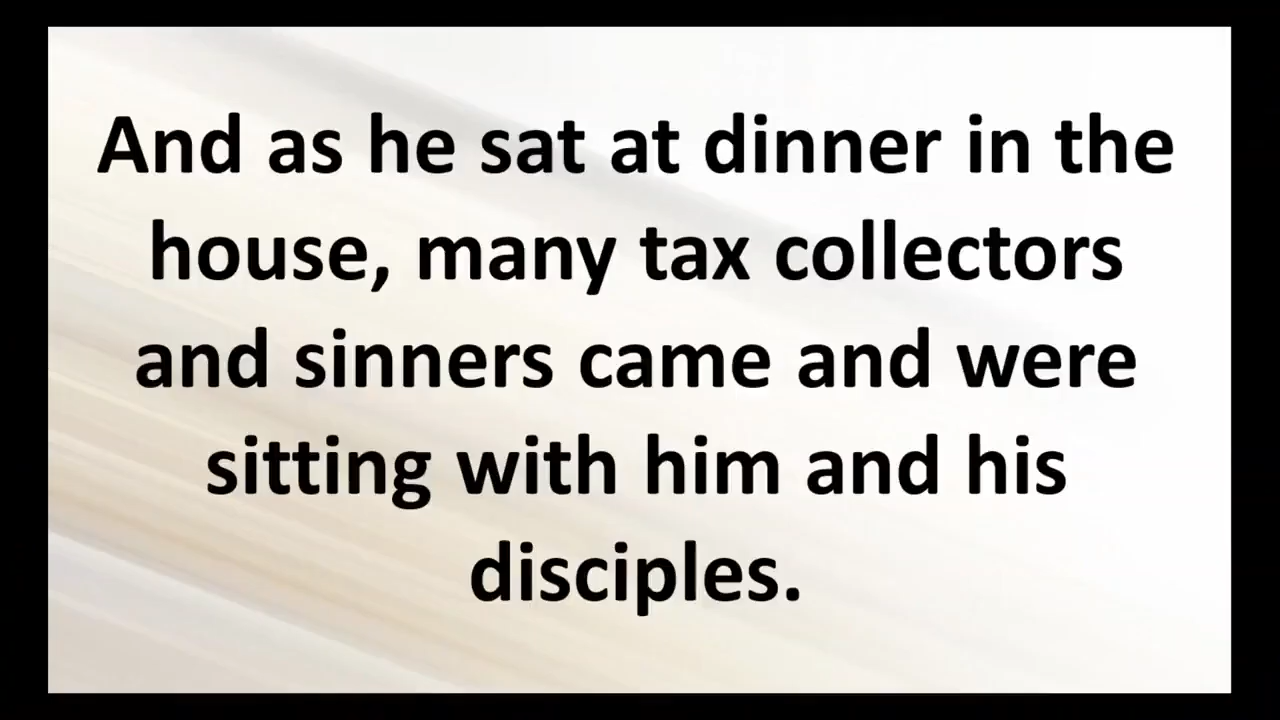 And as he sat at dinner in the
house, many tax collectors
and sinners came and were
sitting with him and his
disciples.